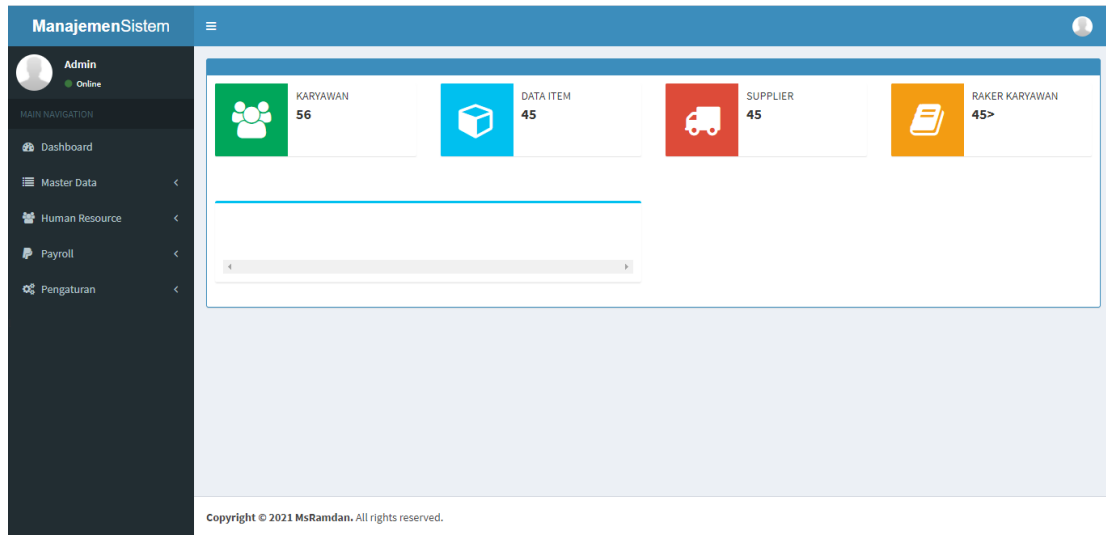 ManajemenSistem
Admin
Online
MAIN NAVIGATION
Dashboard
Master Data
Human Resource
Payroll
Pengaturan
KARYAWAN
56
DATA ITEM
45
SUPPLIER
45
RAKER KARYAWAN
45>
Copyright © 2021 MsRamdan. All rights reserved.